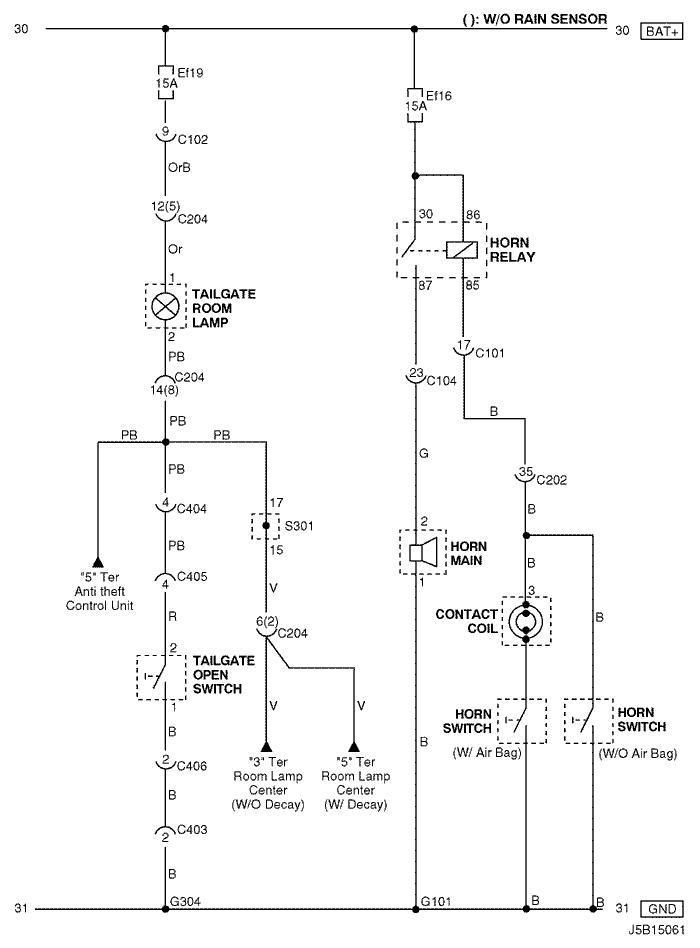 ( ): W/O RAIN SENSOR
30
30 BAT+
Ef19
15A
Ef16
15A
9
C102
OrB
12(5)
C204
Or
30
86
HORN
RELAY
87
85
1
TAILGATE
ROOM
LAMP
2
PB
C204
14(8)
17
C101
23
C104
B
PB
PB
PB
PB
G
35
C202
4
C404
17
S301
15
B
2
HORN
MAIN
1
PB
B
"5" Ter
Anti theft
Control Unit
C405
4
V
3
CONTACT
COIL
B
R
6(2)
C204
2
TAILGATE
OPEN
SWITCH
1
V
V
HORN
SWITCH
(W/ Air Bag)
HORN
SWITCH
(W/O Air Bag)
B
B
2
C406
"3" Ter
Room Lamp
Center
(W/O Decay)
"5" Ter
Room Lamp
Center
(W/ Decay)
B
C403
2
B
G304
G101
B
B
31
31 GND
J5B15061